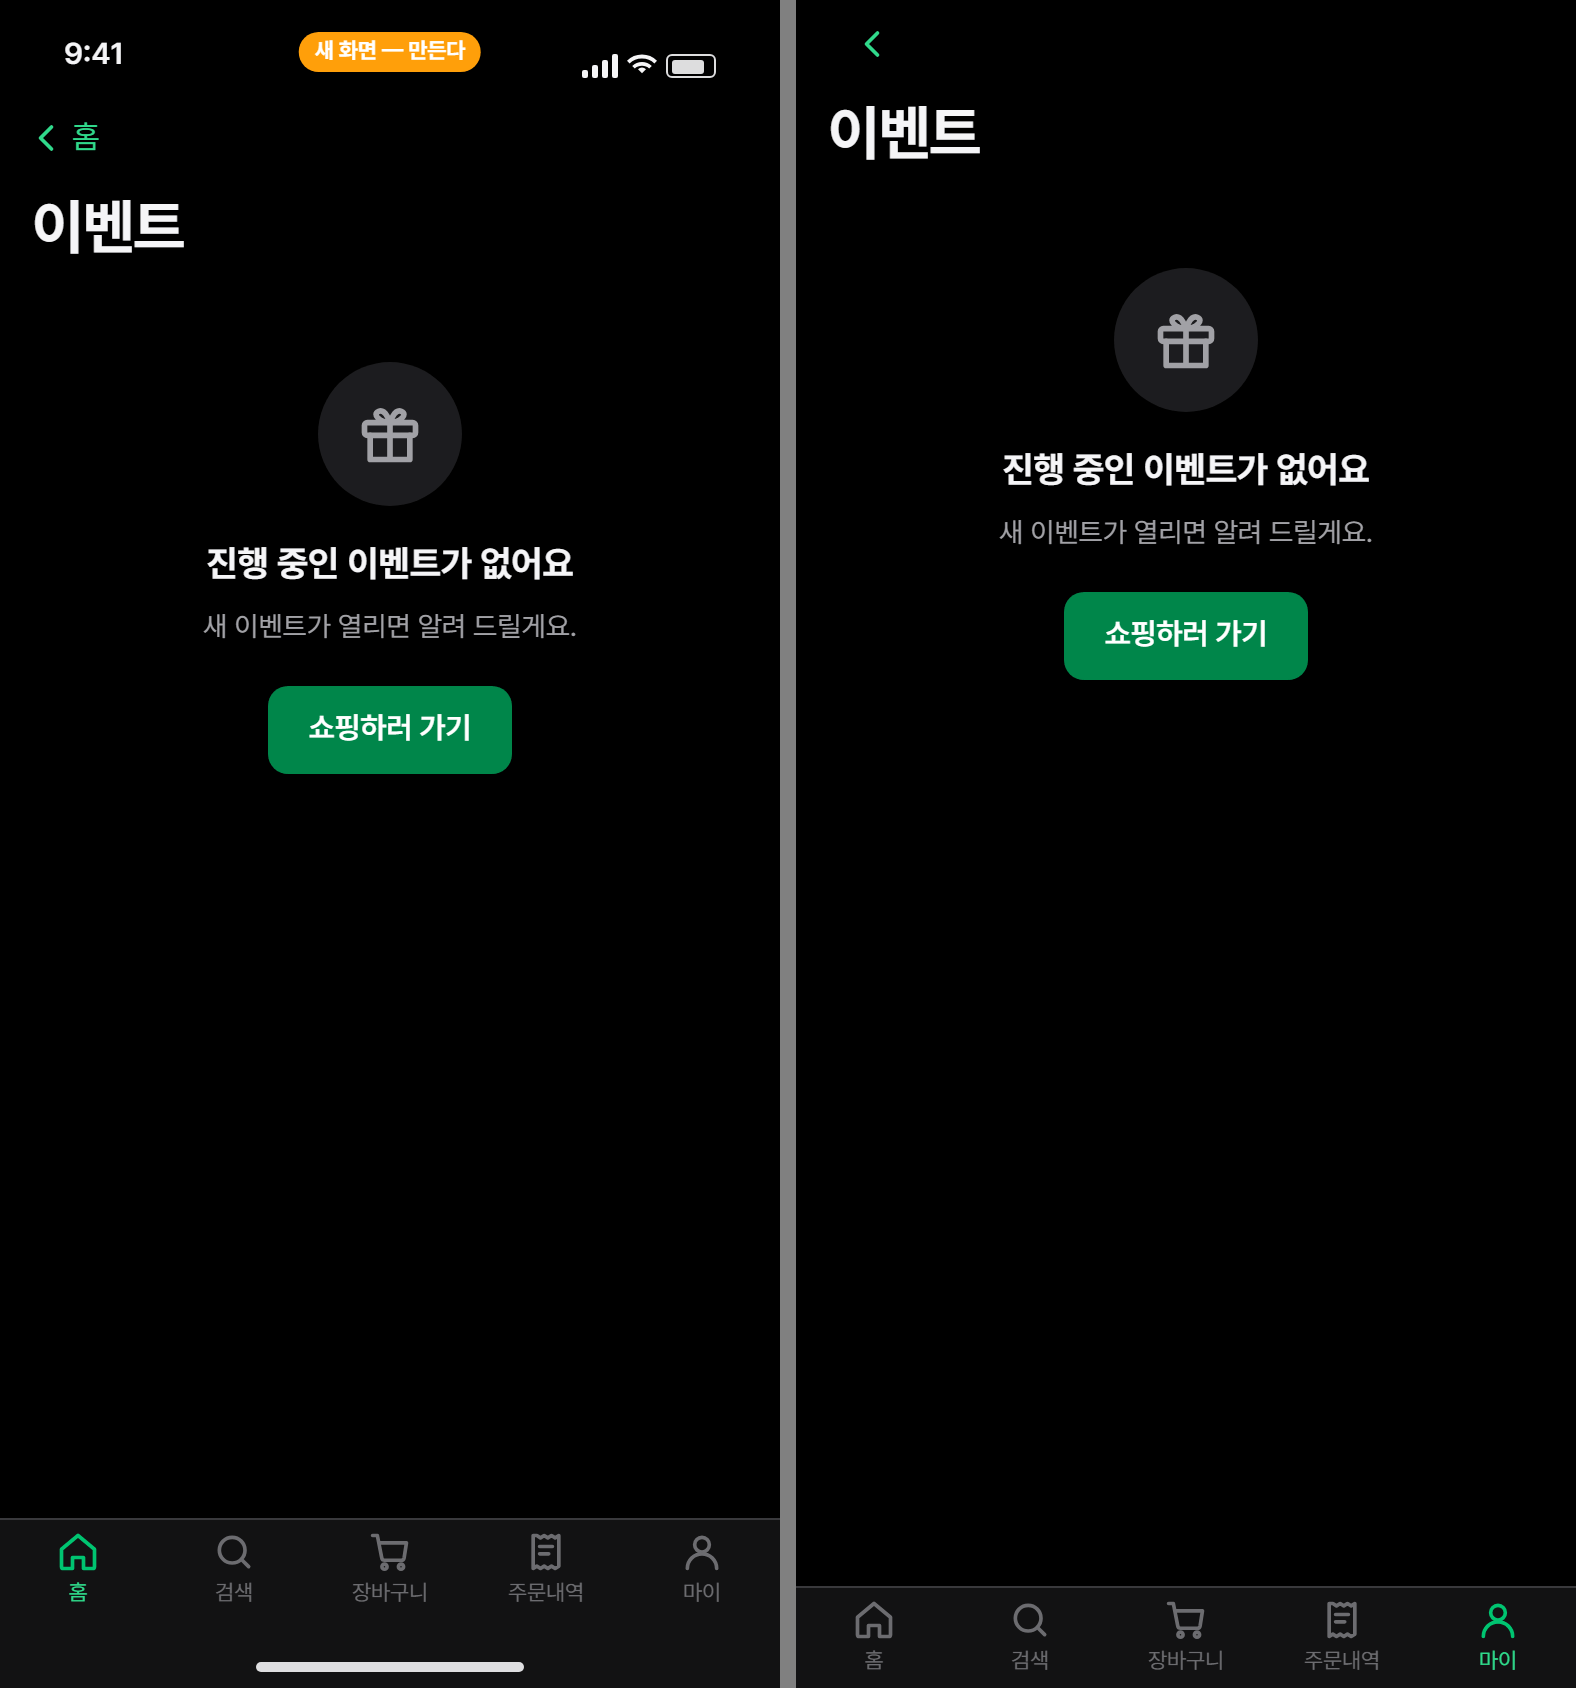 9:41
새 화면 — 만든다
홈
이벤트
진행 중인 이벤트가 없어요
새 이벤트가 열리면 알려 드릴게요.
쇼핑하러 가기
홈
검색
장바구니
주문내역
마이
이벤트
진행 중인 이벤트가 없어요
새 이벤트가 열리면 알려 드릴게요.
쇼핑하러 가기
홈
검색
장바구니
주문내역
마이